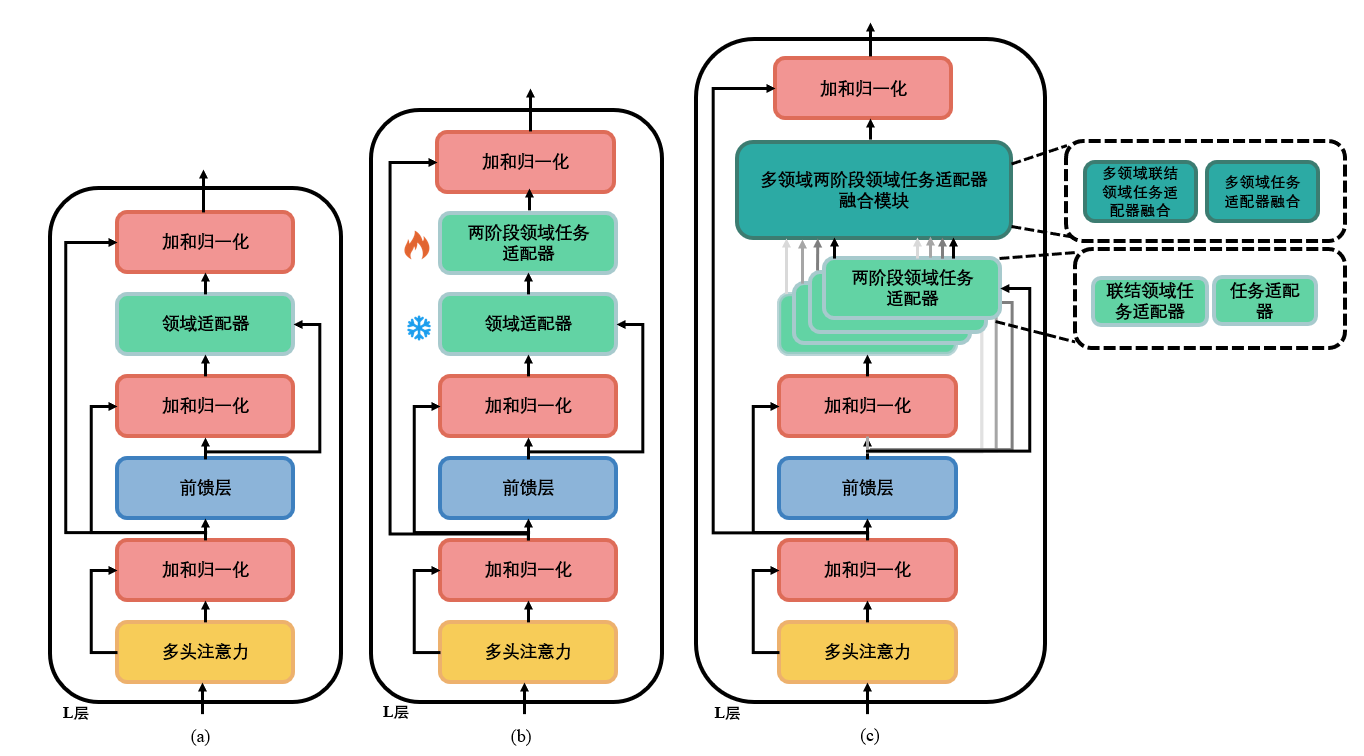 加和归一化
领域适配器
加和归一化
前馈层
加和归一化
多头注意力
L层
(a)
加和归一化
两阶段领域任务
适配器
领域适配器
加和归一化
前馈层
加和归一化
多头注意力
L层
(b)
加和归一化
多领域两阶段领域任务适配器
融合模块
两阶段领域任务
适配器
加和归一化
前馈层
加和归一化
多头注意力
L层
(c)
多领域联结
领域任务适
配器融合
多领域任务
适配器融合
联结领域任
务适配器
任务适配
器